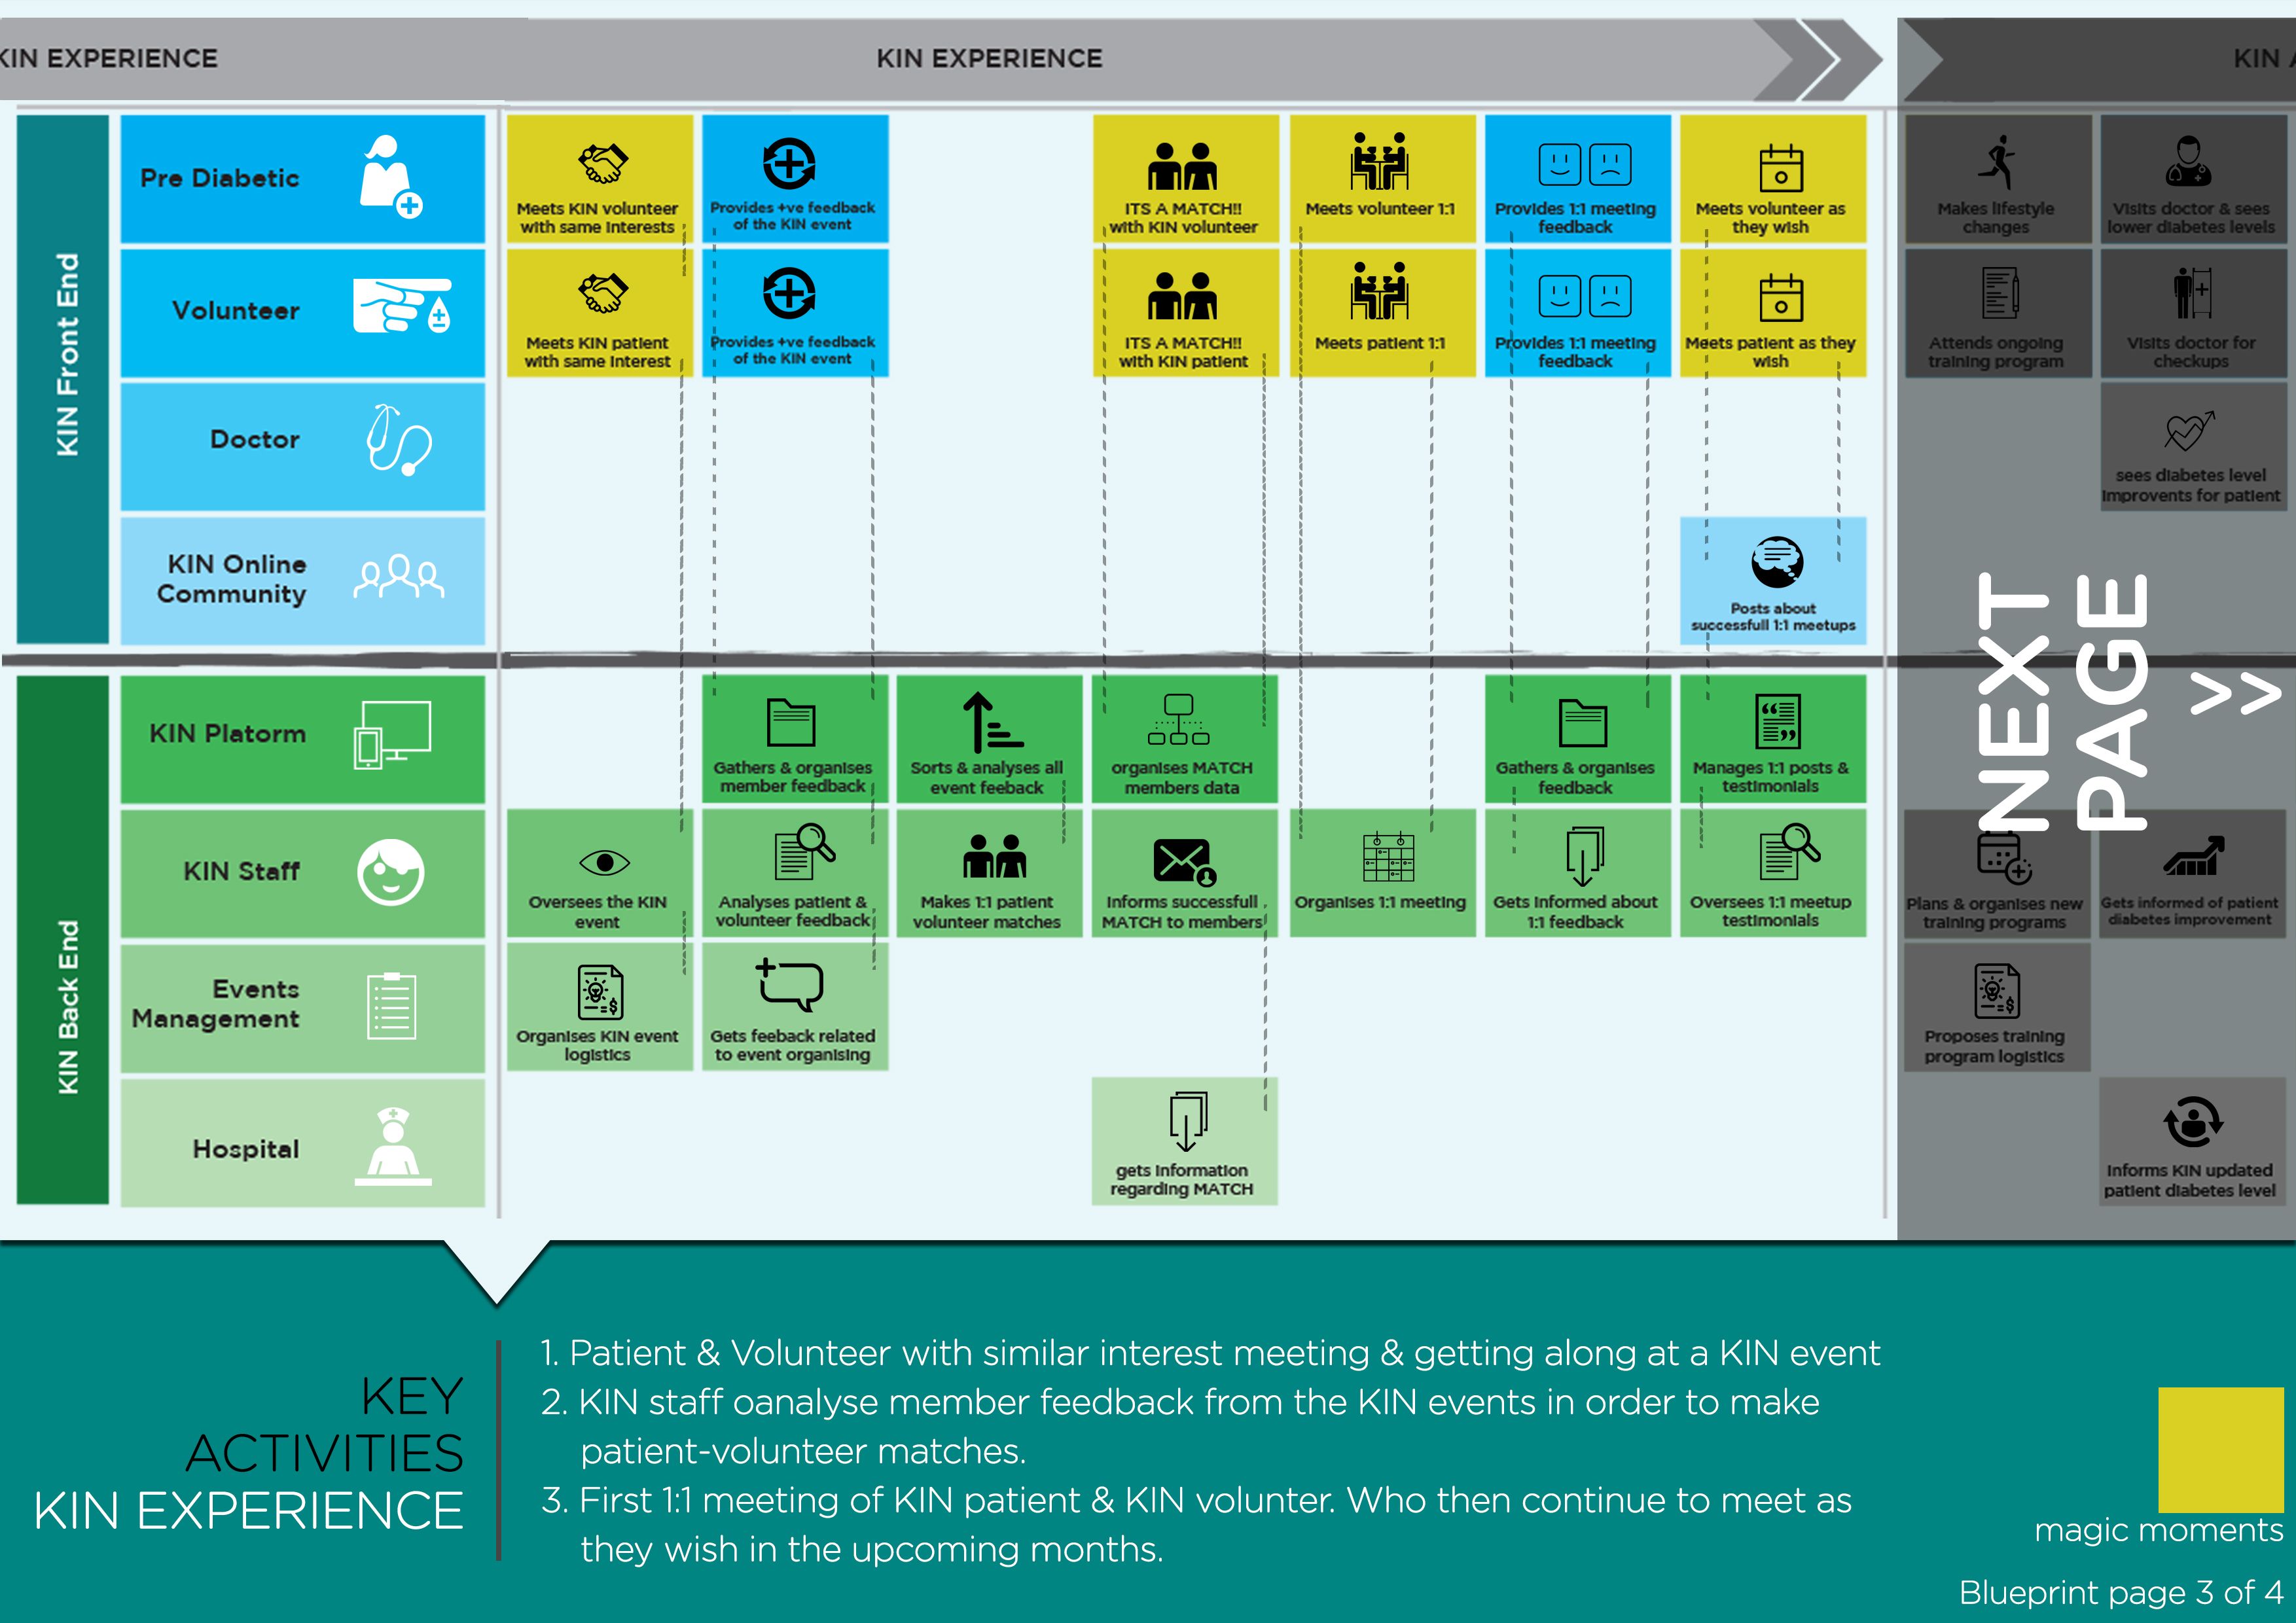 KIN EXPERIENCE
KIN EXPERIENCE
KIN A
KIN Front End
Pre Diabetic
Meets KIN volunteer
with same interests
Provides +ve feedback
of the KIN event
ITS A MATCH!!
with KIN volunteer
Meets volunteer 1:1
Provides 1:1 meeting
feedback
Meets volunteer as
they wish
Makes lifestyle
changes
Visits doctor & sees
lower diabetes levels
Volunteer
Meets KIN patient
with same interest
Provides +ve feedback
of the KIN event
ITS A MATCH!!
with KIN patient
Meets patient 1:1
Provides 1:1 meeting
feedback
Meets patient as they
wish
Attends ongoing
training program
Visits doctor for
checkups
Doctor
sees diabetes level
improvents for patient
KIN Online
Community
Posts about
successfull 1:1 meetups
NEXT
PAGE
>>
KIN Back End
KIN Platorm
Gathers & organises
member feedback
Sorts & analyses all
event feeback
organises MATCH
members data
Gathers & organises
feedback
Manages 1:1 posts &
testimonials
KIN Staff
Oversees the KIN
event
Analyses patient &
volunteer feedback
Makes 1:1 patient
volunteer matches
Informs successfull
MATCH to members
Organises 1:1 meeting
Gets informed about
1:1 feedback
Oversees 1:1 meetup
testimonials
Plans & organises new
training programs
Gets informed of patient
diabetes improvement
Events
Management
Organises KIN event
logistics
Gets feeback related
to event organising
Proposes training
program logistics
Hospital
gets information
regarding MATCH
Informs KIN updated
patient diabetes level
KEY
ACTIVITIES
KIN EXPERIENCE
1. Patient & Volunteer with similar interest meeting & getting along at a KIN event
2. KIN staff oanalyse member feedback from the KIN events in order to make
patient-volunteer matches.
3. First 1:1 meeting of KIN patient & KIN volunter. Who then continue to meet as
they wish in the upcoming months.
magic moments
Blueprint page 3 of 4